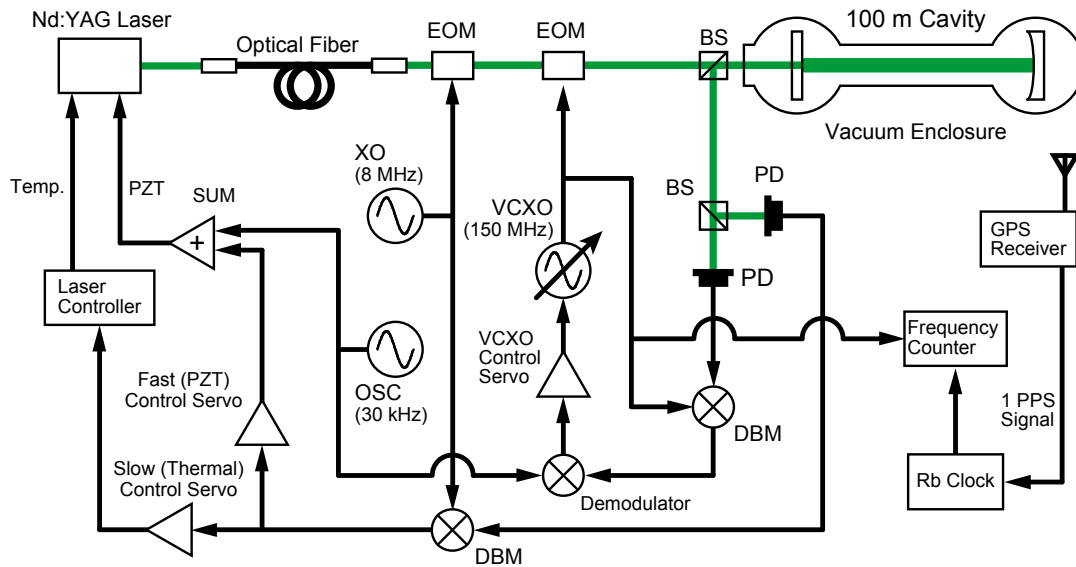 Nd:YAG Laser
Optical Fiber
EOM
EOM
BS
100 m Cavity
Vacuum Enclosure
XO
(8 MHz)
BS
PD
Temp.
PZT
SUM
+
VCXO
(150 MHz)
GPS
Receiver
PD
Laser
Controller
VCXO
Control
Servo
Frequency
Counter
OSC
(30 kHz)
Fast (PZT)
Control Servo
1 PPS
Signal
DBM
Slow (Thermal)
Control Servo
Demodulator
Rb Clock
DBM